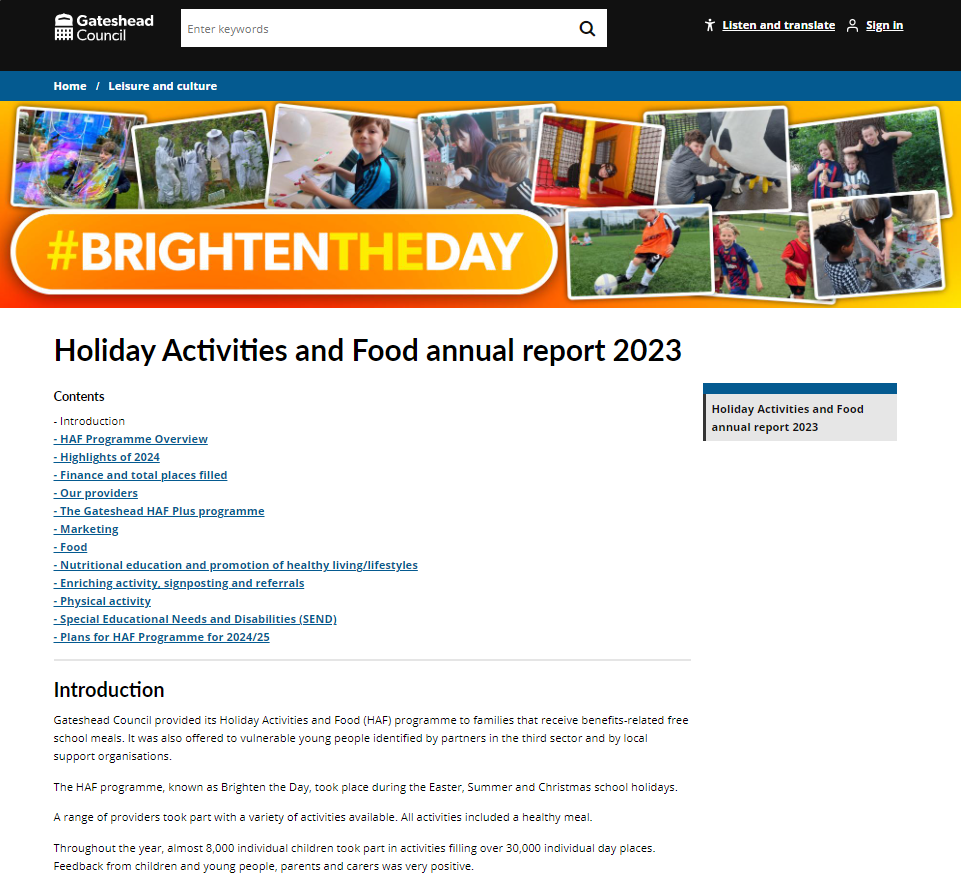 Gateshead
Council
Enter keywords
Listen and translate
Sign in
Home / Leisure and culture
#BRIGHTENTHEDAY
Holiday Activities and Food annual report 2023
Contents
- Introduction
- HAF Programme Overview
- Highlights of 2024
- Finance and total places filled
- Our providers
- The Gateshead HAF Plus programme
- Marketing
- Food
- Nutritional education and promotion of healthy living/lifestyles
- Enriching activity, signposting and referrals
- Physical activity
- Special Educational Needs and Disabilities (SEND)
- Plans for HAF Programme for 2024/25
Holiday Activities and Food
annual report 2023
Introduction
Gateshead Council provided its Holiday Activities and Food (HAF) programme to families that receive benefits-related free
school meals. It was also offered to vulnerable young people identified by partners in the third sector and by local
support organisations.
The HAF programme, known as Brighten the Day, took place during the Easter, Summer and Christmas school holidays.
A range of providers took part with a variety of activities available. All activities included a healthy meal.
Throughout the year, almost 8,000 individual children took part in activities filling over 30,000 individual day places.
Feedback from children and young people, parents and carers was very positive.